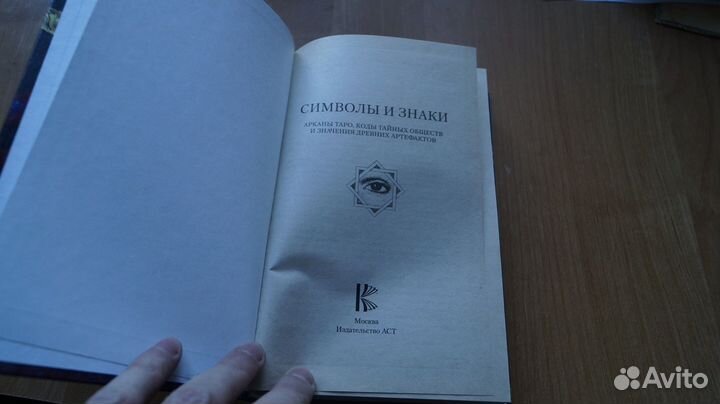 СИМВОЛЫ И ЗНАКИ
АРКАНЫ ТАРО, КОДЫ ТАЙНЫХ ОБЩЕСТВ
И ЗНАЧЕНИЯ ДРЕВНИХ АРТЕФАКТОВ
Москва
Издательство АСТ
Avito